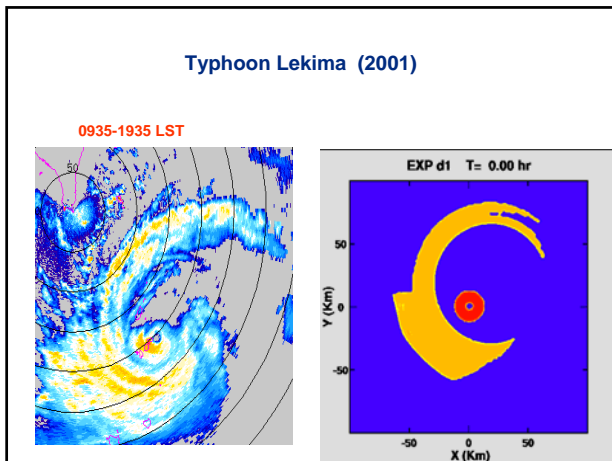 Typhoon Lekima (2001)
0935-1935 LST
50
EXP d1 T= 0.00 hr
50
0
-50
Y (Km)
-50
0
50
X (Km)